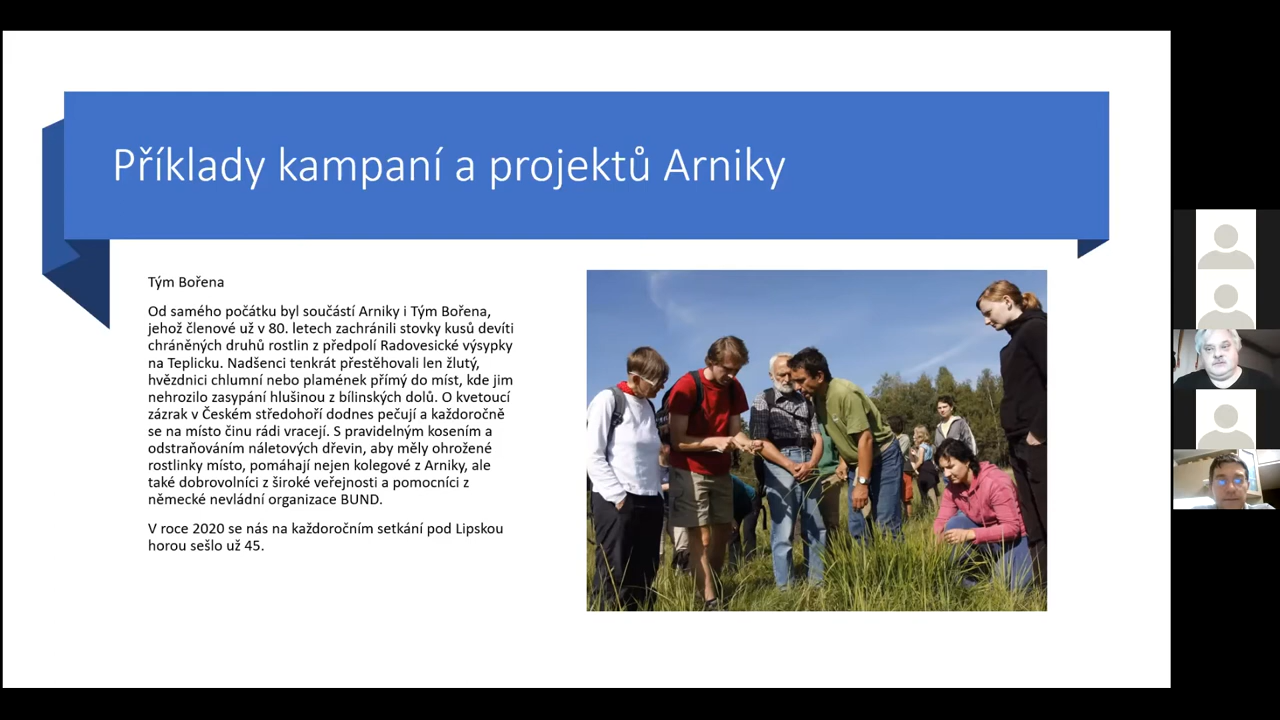 Příklady kampaní a projektů Arniky
Tým Bořena
Od samého počátku byl součástí Arniky i Tým Bořena,
jehož členové už v 80. letech zachránili stovky kusů devíti
chráněných druhů rostlin z předpolí Radovesické výsypky
na Teplicku. Nadšenci tenkrát přestěhovali len žlutý,
hvězdnici chlumní nebo plamének přímý do míst, kde jim
nehrozilo zasypání hlušinou z bílinských dolů. O kvetoucí
zázrak v Českém středohoří dodnes pečují a každoročně
se na místo činu rádi vracejí. S pravidelným kosením a
odstraňováním náletových dřevin, aby měly ohrožené
rostlinky místo, pomáhají nejen kolegové z Arniky, ale
také dobrovolníci z široké veřejnosti a pomocníci z
německé nevládní organizace BUND.
V roce 2020 se nás na každoročním setkání pod Lipskou
horou sešlo už 45.